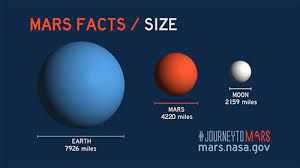 MARS FACTS / SIZE
EARTH
7926 miles
MARS
4220 miles
MOON
2159 miles
#JOURNEYTOMARS
mars.nasa.gov